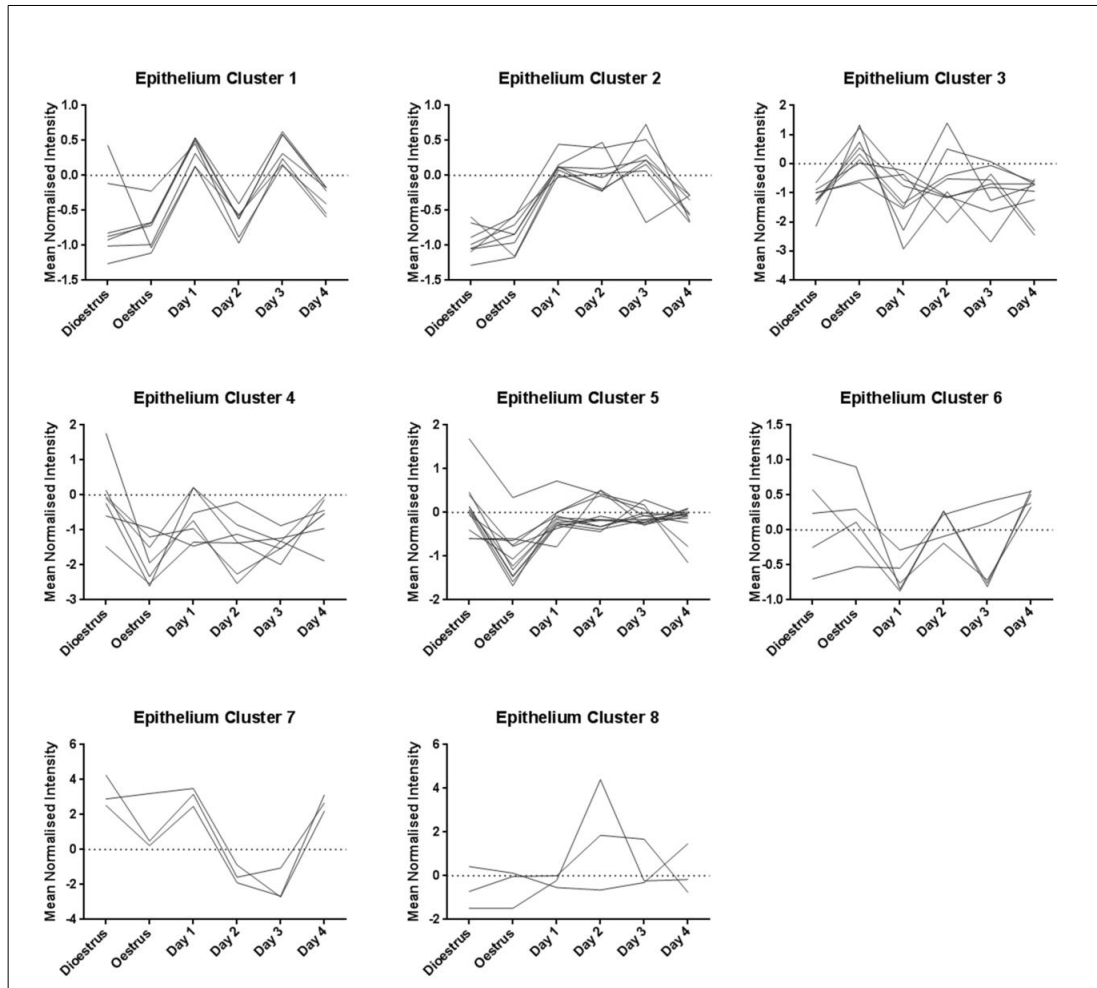 Epithelium Cluster 1
Mean Normalised Intensity
1.0
0.5
0.0
-0.5
-1.0
-1.5
Dioestrus
Oestrus
Day 1
Day 2
Day 3
Day 4
Epithelium Cluster 2
Mean Normalised Intensity
1.0
0.5
0.0
-0.5
-1.0
-1.5
Dioestrus
Oestrus
Day 1
Day 2
Day 3
Day 4
Epithelium Cluster 3
Mean Normalised Intensity
2
1
0
-1
-2
-3
-4
Dioestrus
Oestrus
Day 1
Day 2
Day 3
Day 4
Epithelium Cluster 4
Mean Normalised Intensity
2
1
0
-1
-2
-3
Dioestrus
Oestrus
Day 1
Day 2
Day 3
Day 4
Epithelium Cluster 5
Mean Normalised Intensity
2
1
0
-1
-2
Dioestrus
Oestrus
Day 1
Day 2
Day 3
Day 4
Epithelium Cluster 6
Mean Normalised Intensity
1.5
1.0
0.5
0.0
-0.5
-1.0
Dioestrus
Oestrus
Day 1
Day 2
Day 3
Day 4
Epithelium Cluster 7
Mean Normalised Intensity
6
4
2
0
-2
-4
Dioestrus
Oestrus
Day 1
Day 2
Day 3
Day 4
Epithelium Cluster 8
Mean Normalised Intensity
6
4
2
0
-2
Dioestrus
Oestrus
Day 1
Day 2
Day 3
Day 4